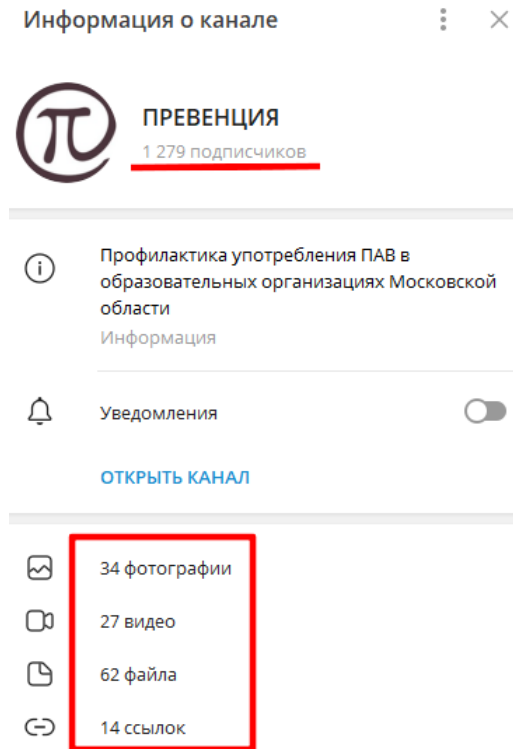 Информация о канале
ПРЕВЕНЦИЯ
1 279 подписчиков
Профилактика употребления ПАВ в
образовательных организациях Московской
области
Информация
Уведомления
ОТКРЫТЬ КАНАЛ
34 фотографии
27 видео
62 файла
14 ссылок